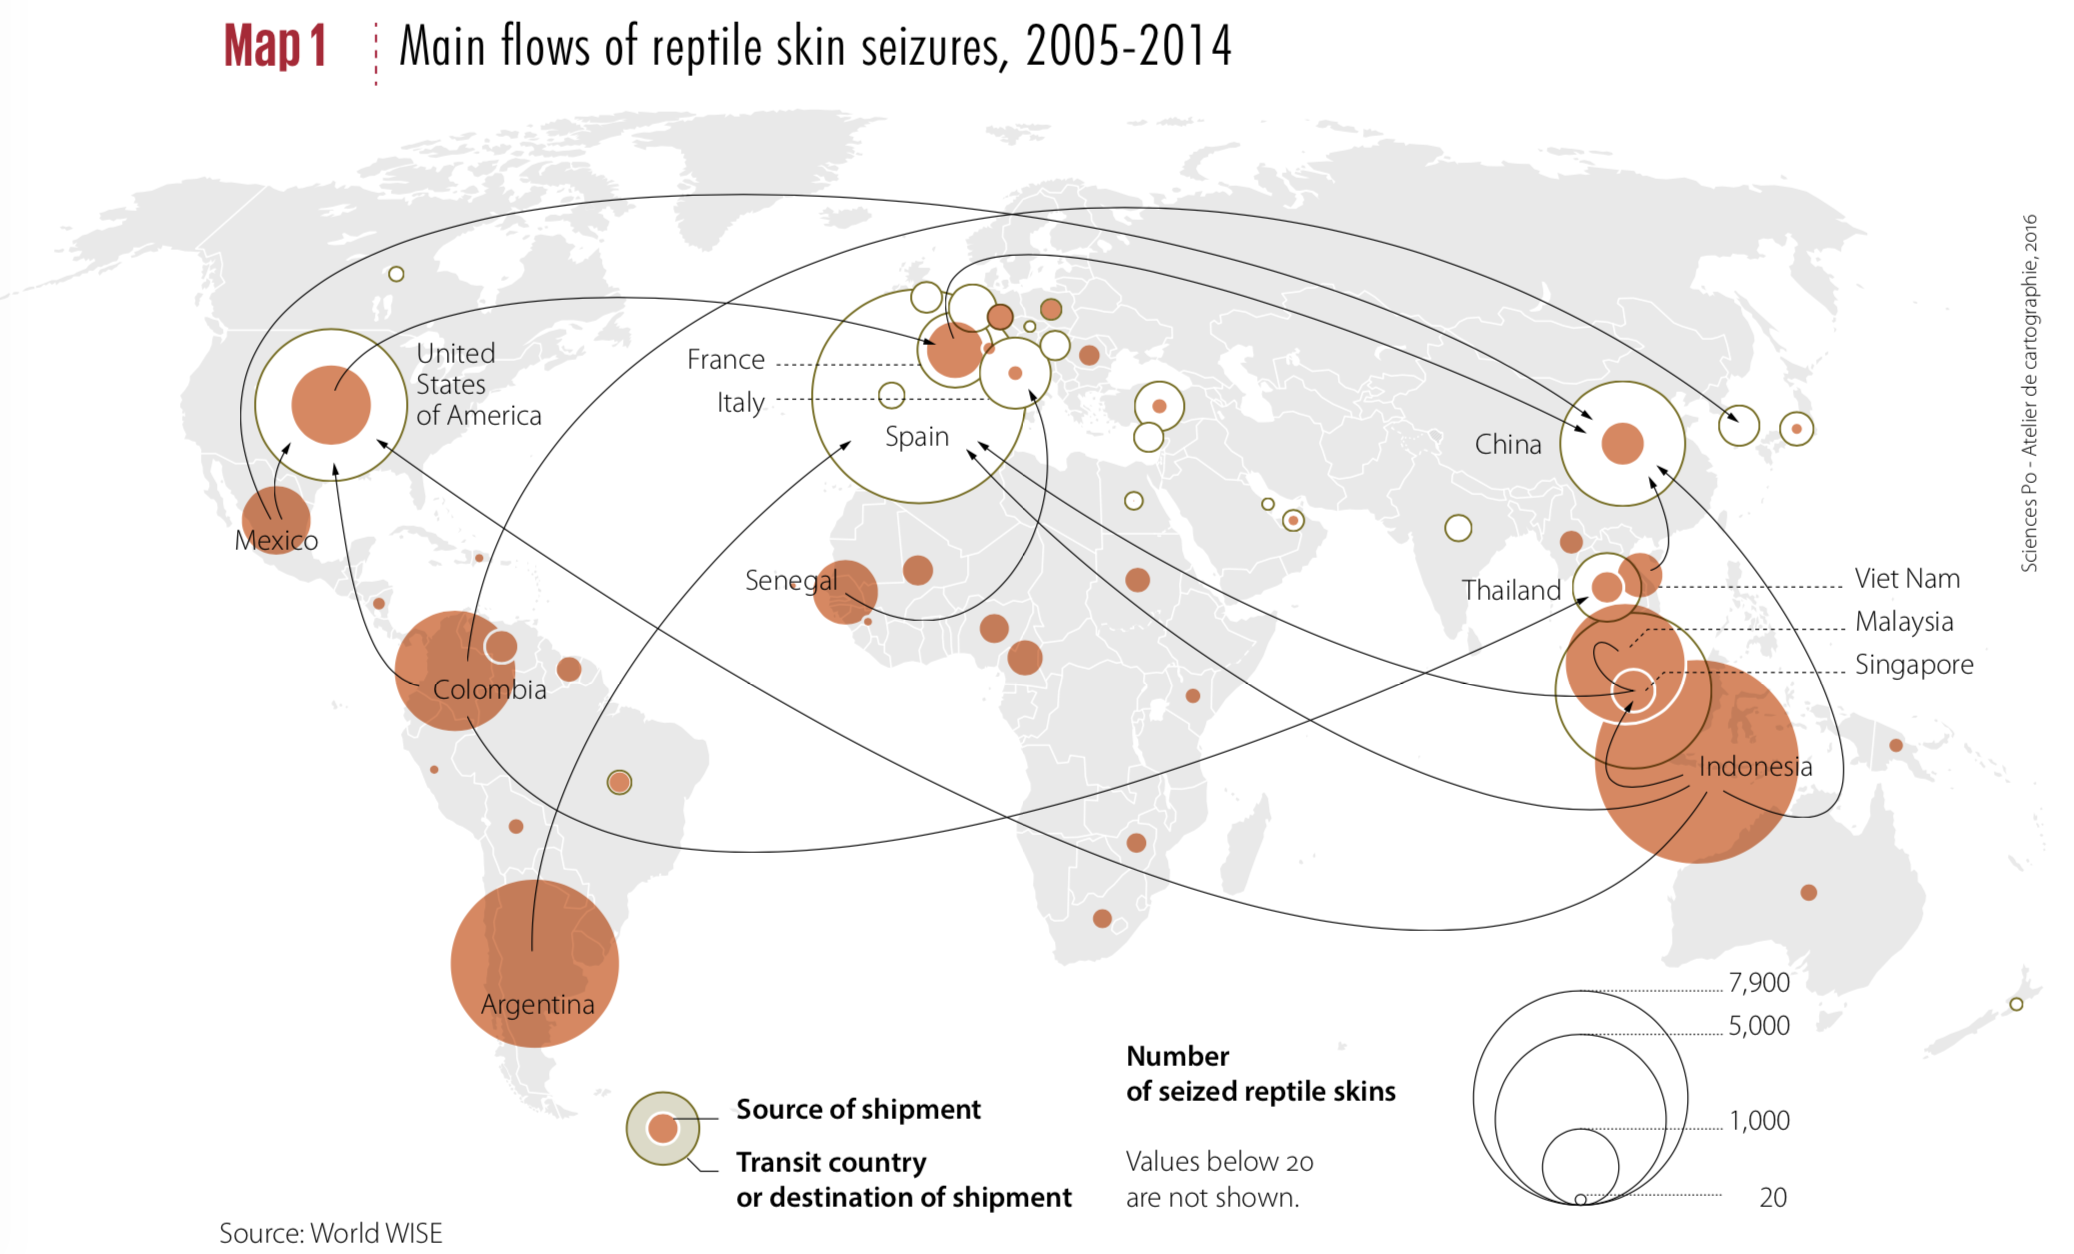 Map 1
Main flows of reptile skin seizures, 2005-2014
United
States
of America
France
Italy
Spain
China
Mexico
Senegal
Thailand
Viet Nam
Malaysia
Singapore
Colombia
Indonesia
Argentina
Sciences Po - Atelier de cartographie, 2016
Source of shipment
Transit country
or destination of shipment
Number
of seized reptile skins
Values below 20
are not shown.
7,900
5,000
1,000
20
Source: World WISE